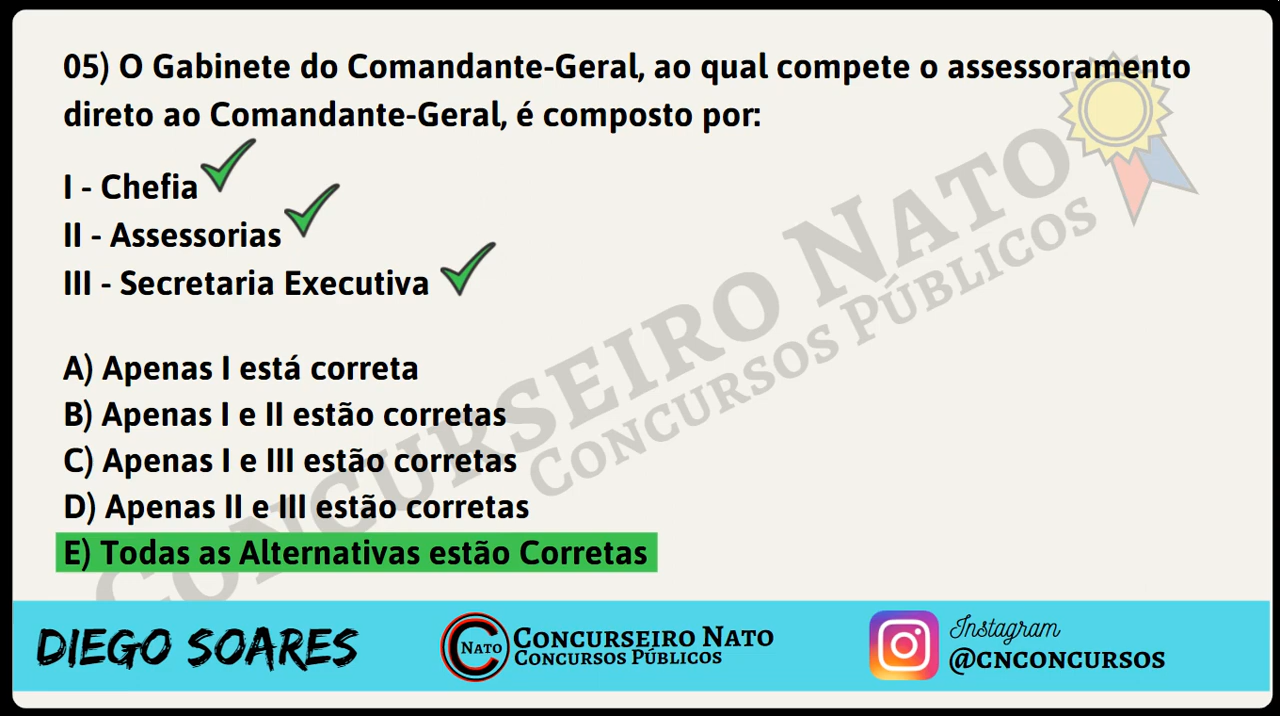 05) O Gabinete do Comandante-Geral, ao qual compete o assessoramento
direto ao Comandante-Geral, é composto por:
I - Chefia
II - Assessorias
III - Secretaria Executiva
A) Apenas I está correta
B) Apenas I e II estão corretas
C) Apenas I e III estão corretas
D) Apenas II e III estão corretas
E) Todas as Alternativas estão Corretas
CONCURSEIRO NATO
CONCURSOS PÚBLICOS
DIEGO SOARES
NATO
CONCURSEIRO NATO
CONCURSOS PÚBLICOS
Instagram
@CNCONCURSOS